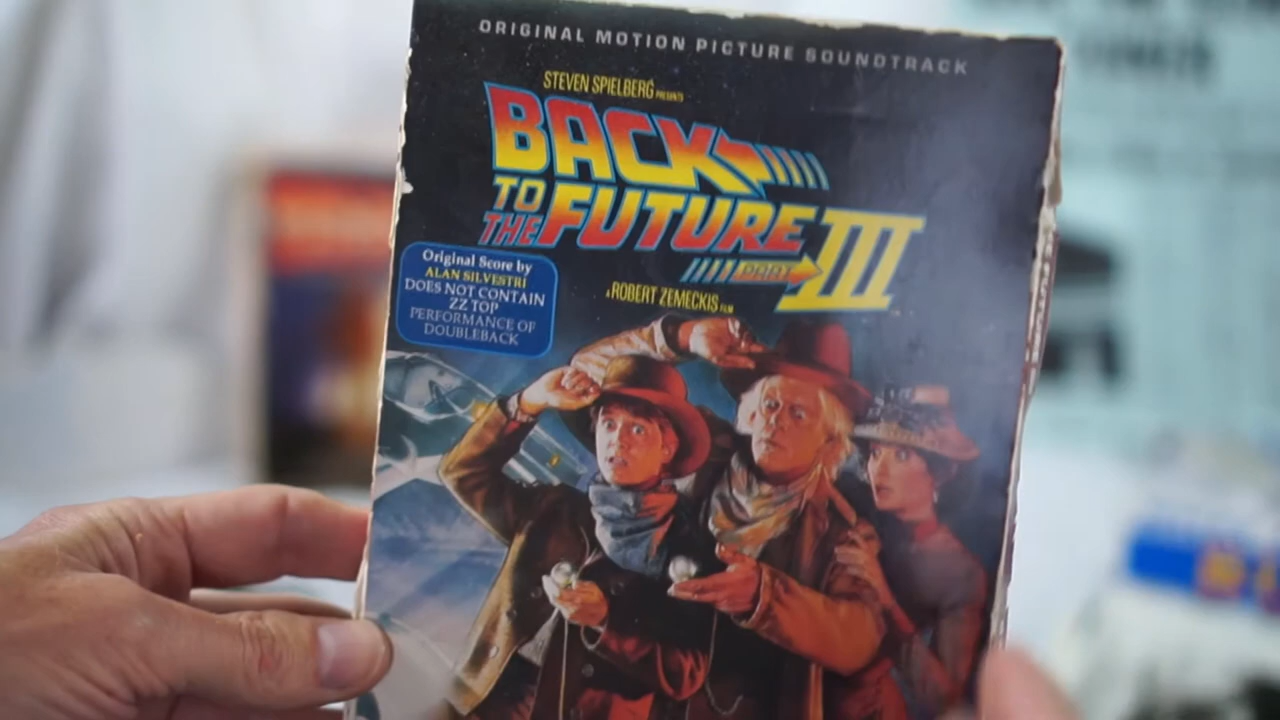 ORIGINAL MOTION PICTURE SOUNDTRACK
STEVEN SPIELBERG PRESENTS
BACK
TO
THE FUTURE
PART III
A ROBERT ZEMECKIS FILM
Original Score by
ALAN SILVESTRI
DOES NOT CONTAIN
ZZ TOP
PERFORMANCE OF
DOUBLEBACK